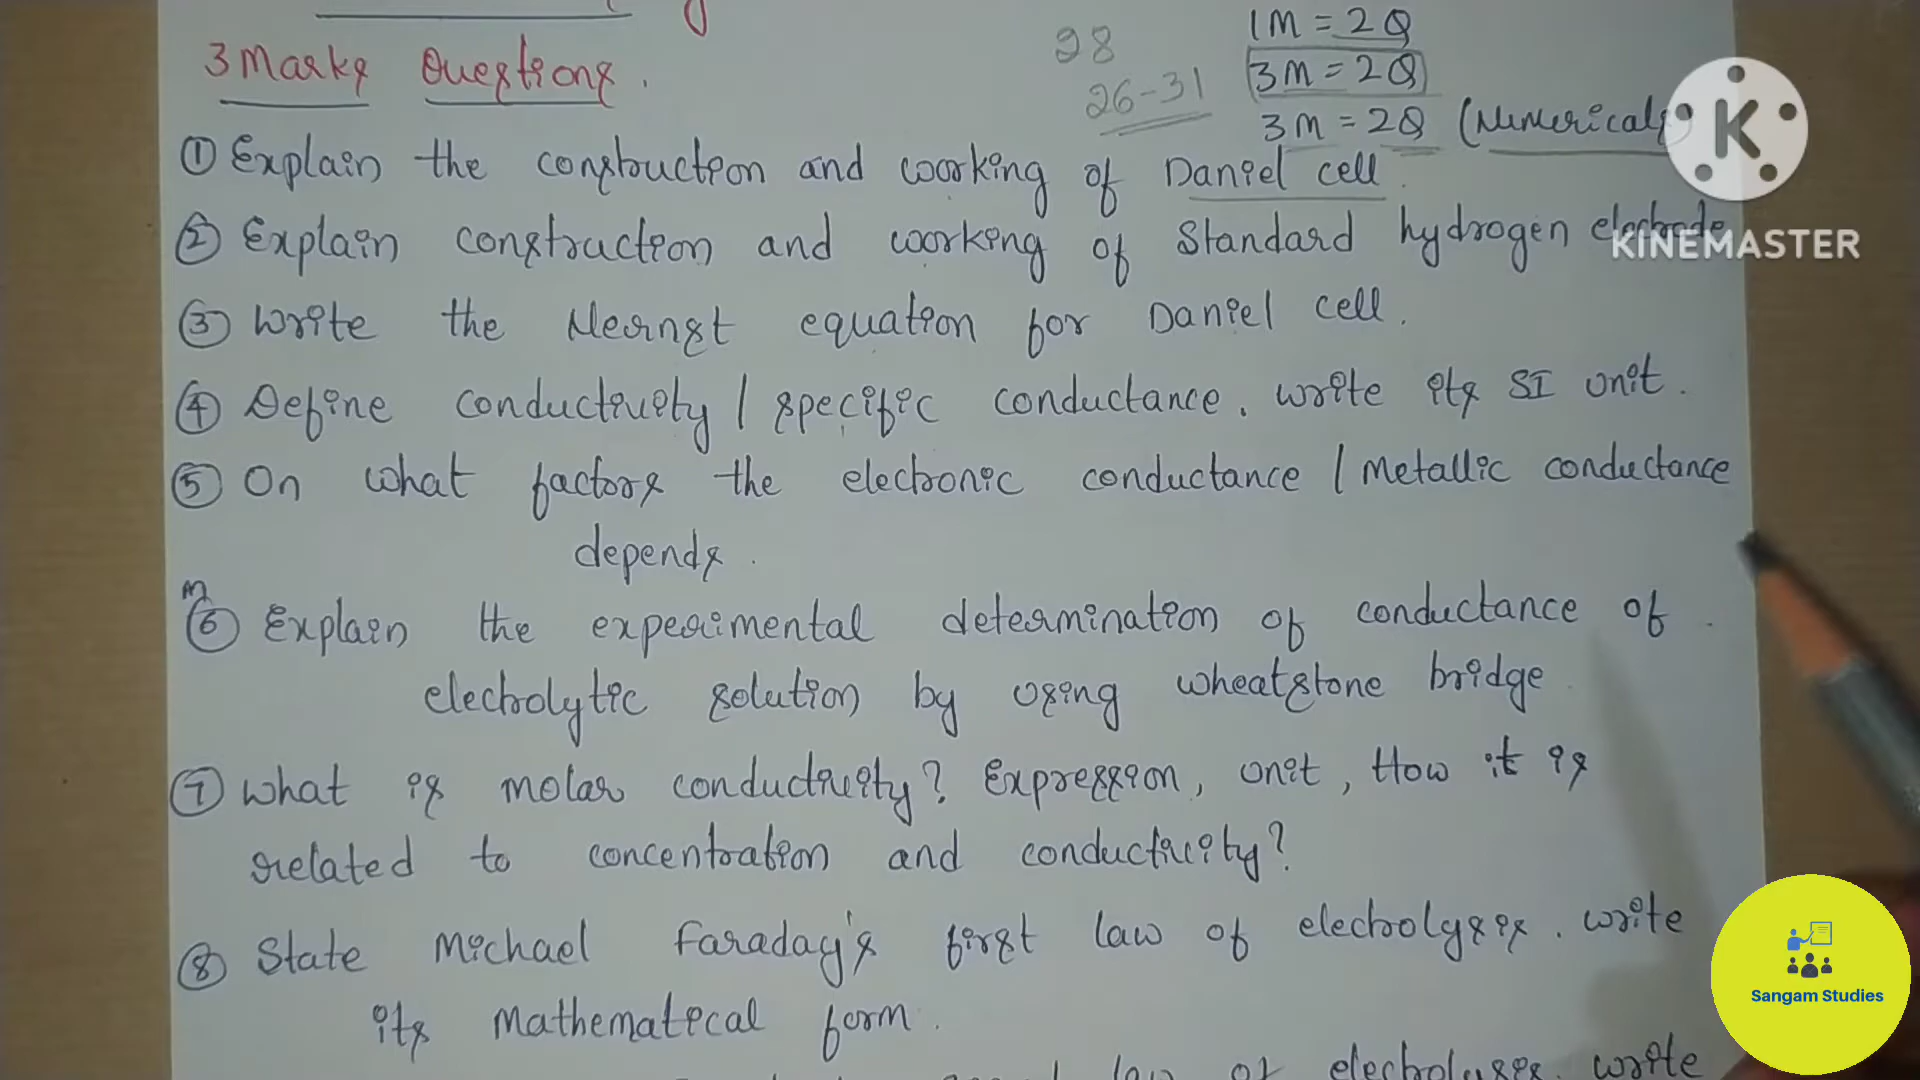 3 Marks Questions.
98
26-31
1M = 2Q
3M = 2Q
3M = 2Q (Numericals)
① Explain the construction and working of Daniel cell.
② Explain construction and working of Standard hydrogen electrode
③ Write the Nernst equation for Daniel cell.
④ Define conductivity / specific conductance. write its SI unit.
⑤ On what factors the electronic conductance / Metallic conductance
depends.
M
⑥ Explain the experimental determination of conductance of
electrolytic solution by using wheatstone bridge
⑦ What is molar conductivity? Expression, unit, How it is
related to concentration and conductivity?
⑧ State Michael Faraday's first law of electrolysis. write
its Mathematical form.
law of electrolysis. write
KINEMASTER
Sangam Studies